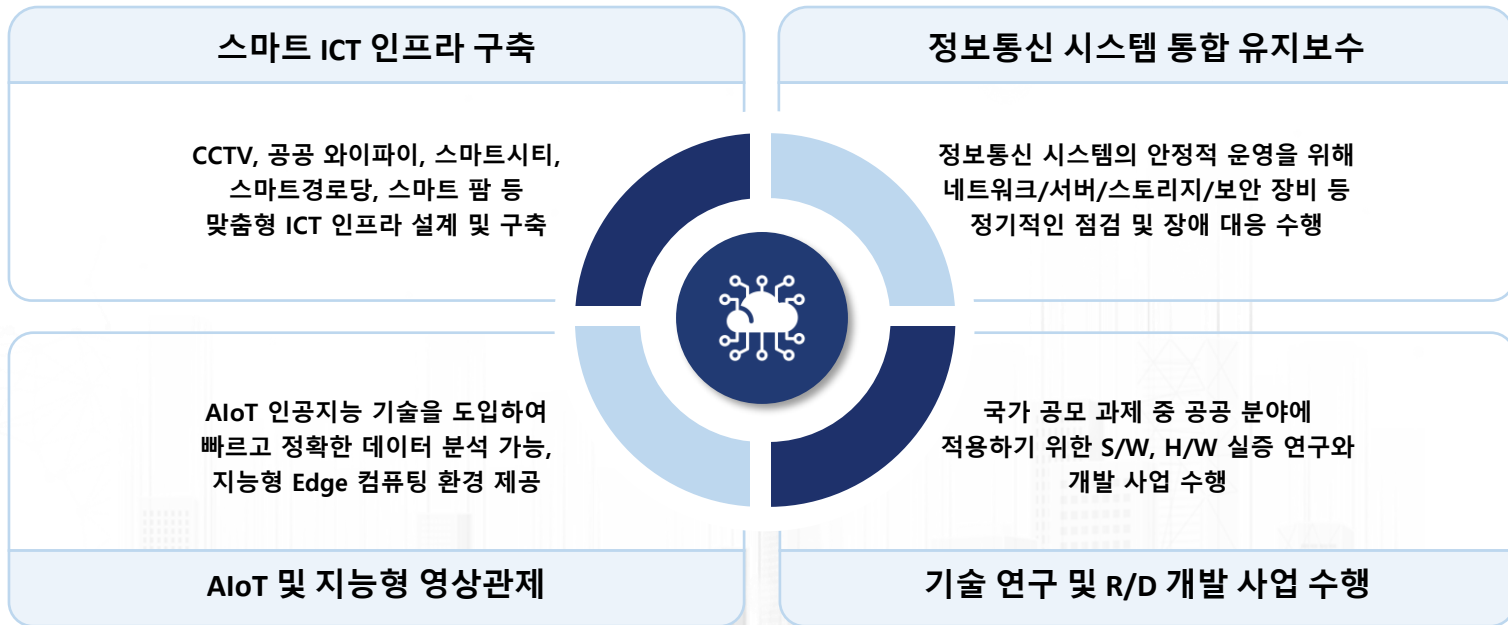 스마트 ICT 인프라 구축
CCTV, 공공 와이파이, 스마트시티,
스마트경로당, 스마트 팜 등
맞춤형 ICT 인프라 설계 및 구축
정보통신 시스템 통합 유지보수
정보통신 시스템의 안정적 운영을 위해
네트워크/서버/스토리지/보안 장비 등
정기적인 점검 및 장애 대응 수행
AIoT 인공지능 기술을 도입하여
빠르고 정확한 데이터 분석 가능,
지능형 Edge 컴퓨팅 환경 제공
AIoT 및 지능형 영상관제
국가 공모 과제 중 공공 분야에
적용하기 위한 S/W, H/W 실증 연구와
개발 사업 수행
기술 연구 및 R/D 개발 사업 수행